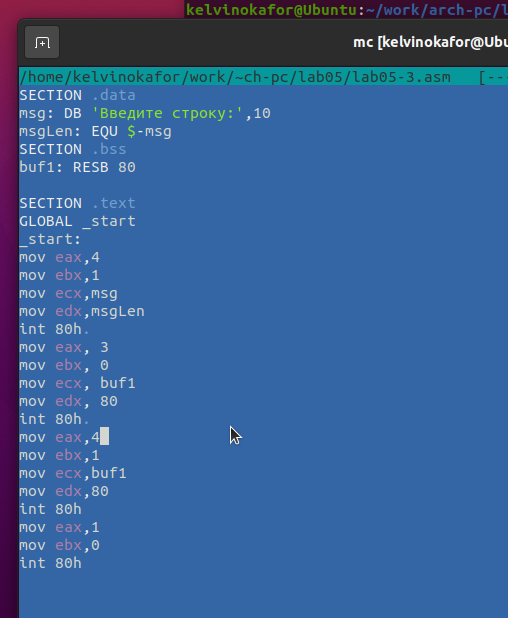 kelvinokafor@Ubuntu:~/work/arch-pc/l
mc [kelvinokafor@Ubu
/home/kelvinokafor/work/~ch-pc/lab05/lab05-3.asm [--
SECTION .data
msg: DB 'Введите строку:',10
msgLen: EQU $-msg
SECTION .bss
buf1: RESB 80
SECTION .text
GLOBAL _start
_start:
mov eax,4
mov ebx,1
mov ecx,msg
mov edx,msgLen
int 80h.
mov eax, 3
mov ebx, 0
mov ecx, buf1
mov edx, 80
int 80h.
mov eax,4
mov ebx,1
mov ecx,buf1
mov edx,80
int 80h
mov eax,1
mov ebx,0
int 80h